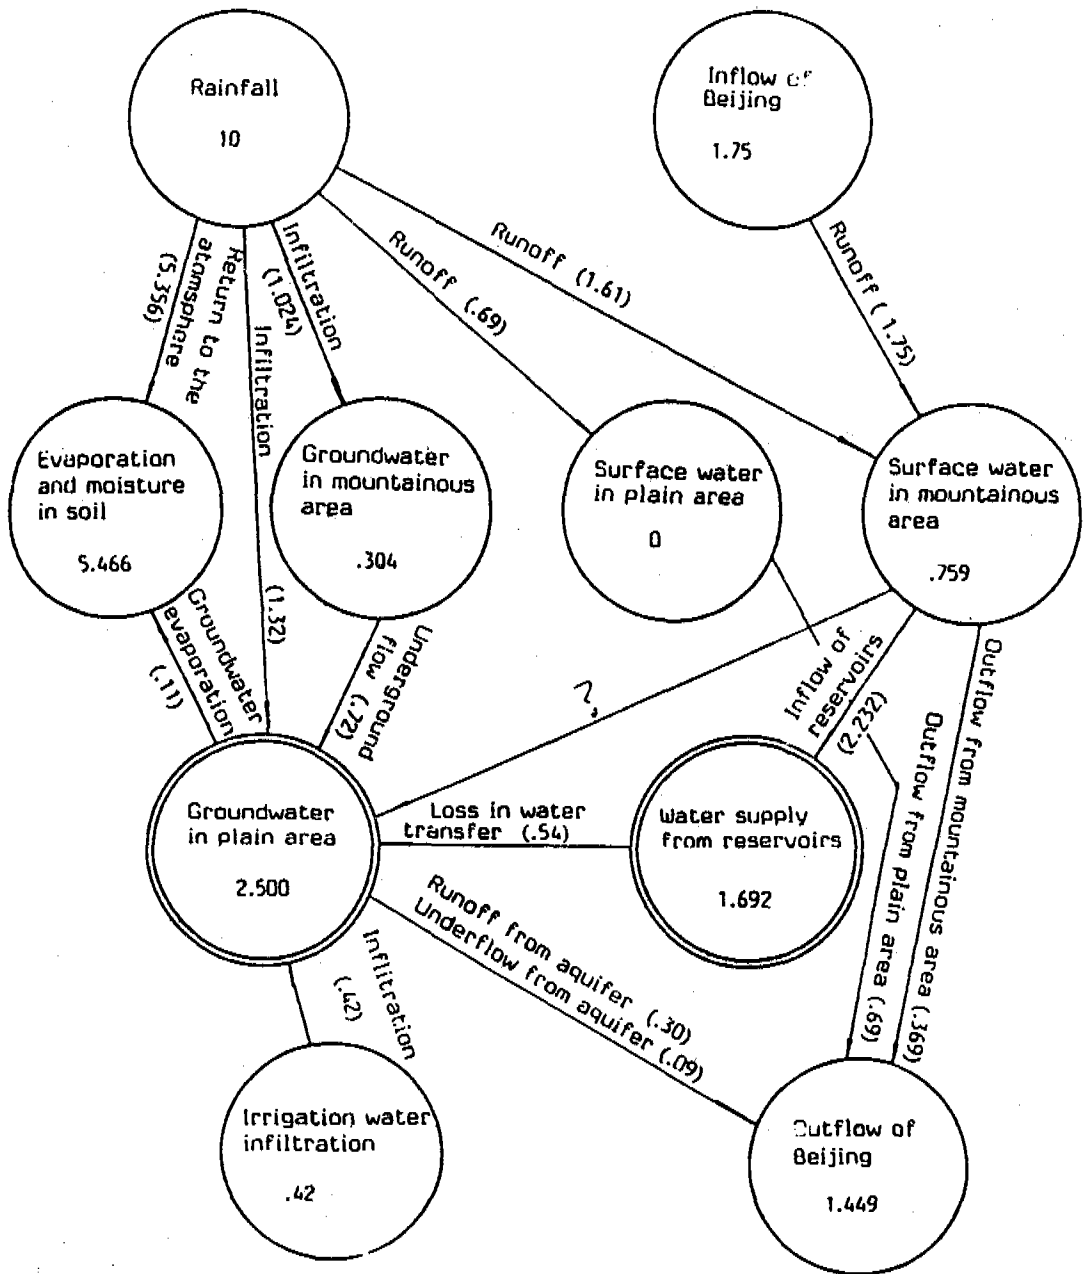 Rainfall
10
Inflow of
Beijing
1.75
Return to the
atomsphere
(5.356)
Infiltration
(1.32)
Infiltration
(1.024)
Runoff (.69)
Runoff (1.61)
Runoff (1.75)
Evaporation
and moisture
in soil
5.466
Groundwater
in mountainous
area
.304
Surface water
in plain area
0
Surface water
in mountainous
area
.759
Groundwater
evaporation
(.11)
Underground
flow (.72)
?
Inflow of
reservoirs
(2.232)
Outflow from plain area (.69)
Outflow from mountainous area (.369)
Groundwater
in plain area
2.500
Loss in water
transfer (.54)
Water supply
from reservoirs
1.692
Runoff from aquifer (.30)
Underflow from aquifer (.09)
Inflitration
(.42)
Irrigation water
infiltration
.42
Outflow of
Beijing
1.449